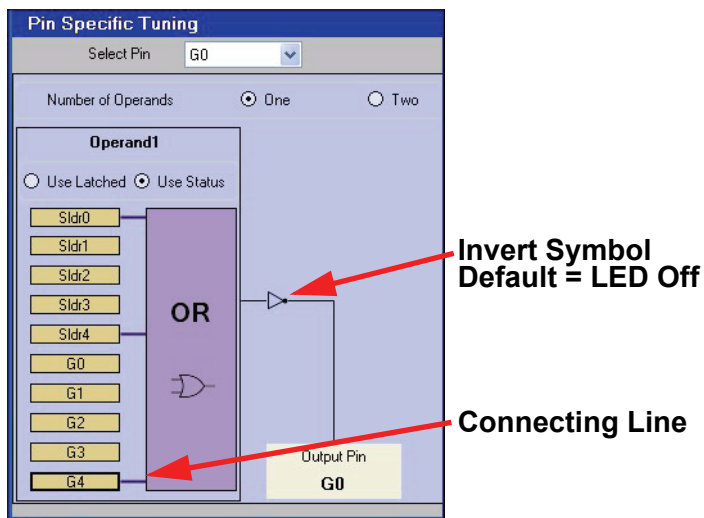 Pin Specific Tuning
Select Pin G0
Number of Operands One Two
Operand1
Use Latched Use Status
Sldr0
Sldr1
Sldr2
Sldr3
Sldr4
G0
G1
G2
G3
G4
OR
Invert Symbol
Default = LED Off
Connecting Line
Output Pin
G0